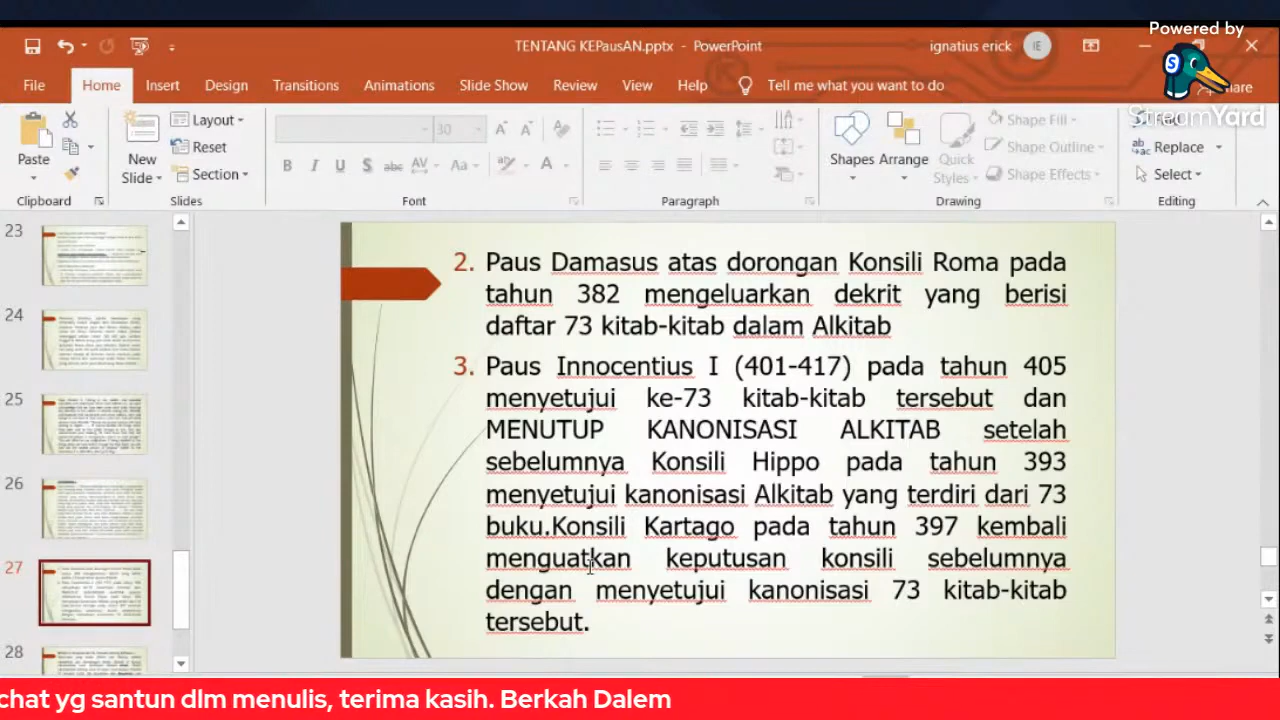 Powered by
StreamYard
TENTANG KEPausAN.pptx - PowerPoint
ignatius erick
IE
File Home Insert Design Transitions Animations Slide Show Review View Help Tell me what you want to do
Paste
Clipboard
New Slide
Layout
Reset
Section
Slides
30
Font
Paragraph
Shapes Arrange Quick Styles
Shape Fill
Shape Outline
Shape Effects
Drawing
Replace
Select
Editing
23
24
25
26
27
28
2. Paus Damasus atas dorongan Konsili Roma pada
tahun 382 mengeluarkan dekrit yang berisi
daftar 73 kitab-kitab dalam Alkitab
3. Paus Innocentius I (401-417) pada tahun 405
menyetujui ke-73 kitab-kitab tersebut dan
MENUTUP KANONISASI ALKITAB setelah
sebelumnya Konsili Hippo pada tahun 393
menyetujui kanonisasi Alkitab yang terdiri dari 73
buku.Konsili Kartago pada tahun 397 kembali
menguatkan keputusan konsili sebelumnya
dengan menyetujui kanonisasi 73 kitab-kitab
tersebut.
chat yg santun dlm menulis, terima kasih. Berkah Dalem